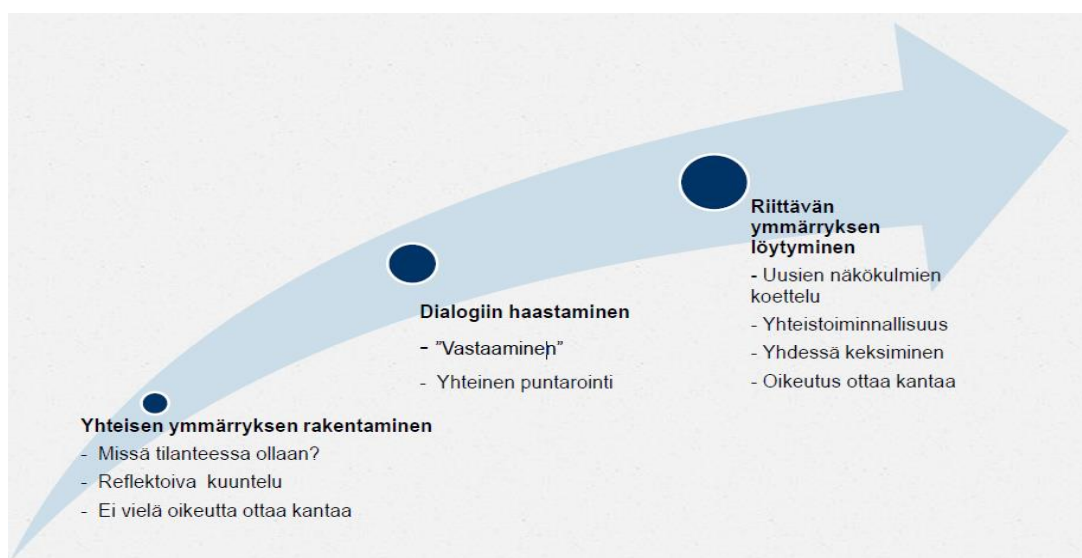 Yhteisen ymmärryksen rakentaminen
- Missä tilanteessa ollaan?
- Reflektoiva kuuntelu
- Ei vielä oikeutta ottaa kantaa
Dialogiin haastaminen
- ”Vastaaminen”
- Yhteinen puntarointi
Riittävän
ymmärryksen
löytyminen
- Uusien näkökulmien
koettelu
- Yhteistoiminnallisuus
- Yhdessä keksiminen
- Oikeutus ottaa kantaa